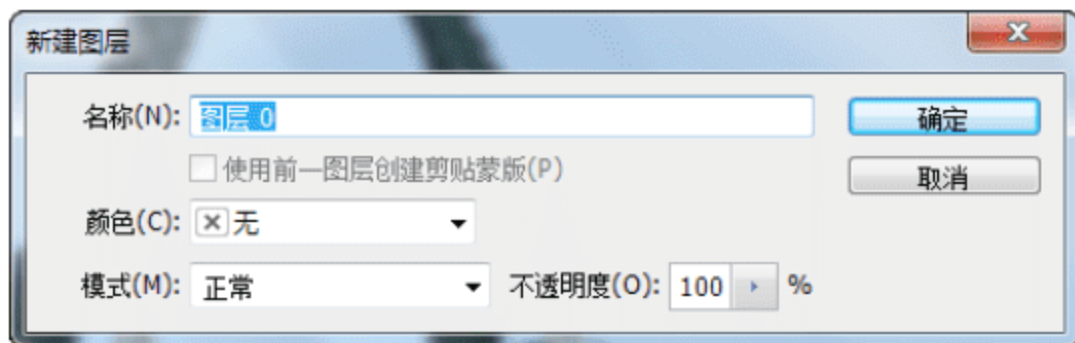 新建图层
名称(N): 图层 0 确定
使用前一图层创建剪贴蒙版(P) 取消
颜色(C): 无
模式(M): 正常 不透明度(O): 100 %